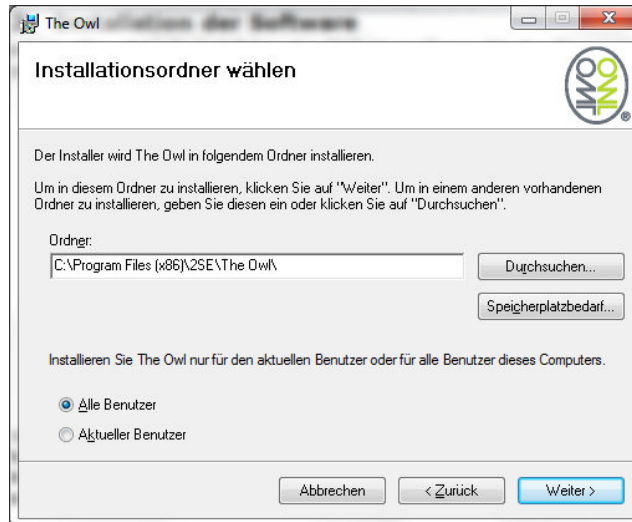 The Owl
Installationsordner wählen
OWL OWL ®
Der Installer wird The Owl in folgendem Ordner installieren.
Um in diesem Ordner zu installieren, klicken Sie auf "Weiter". Um in einem anderen vorhandenen
Ordner zu installieren, geben Sie diesen ein oder klicken Sie auf "Durchsuchen".
Ordner:
C:\Program Files (x86)\2SE\The Owl\
Durchsuchen...
Speicherplatzbedarf...
Installieren Sie The Owl nur für den aktuellen Benutzer oder für alle Benutzer dieses Computers.
Alle Benutzer
Aktueller Benutzer
Abbrechen
< Zurück
Weiter >